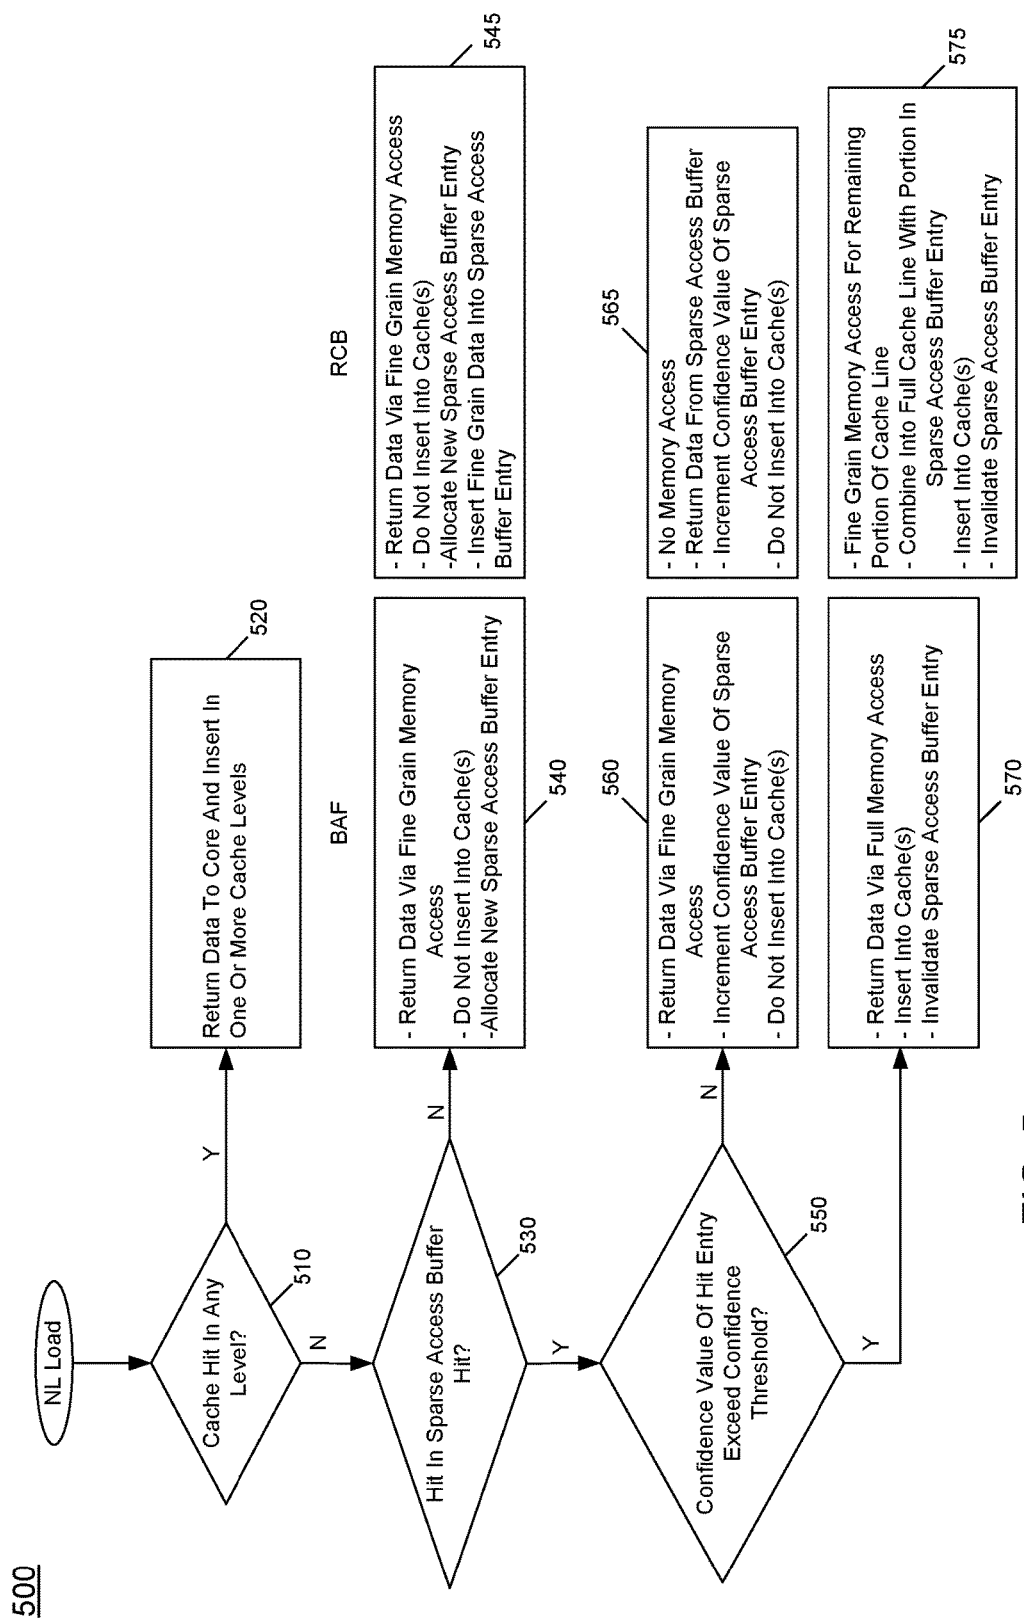 500
NL Load
Cache Hit In Any
Level?
510
Y
N
Return Data To Core And Insert In
One Or More Cache Levels
520
BAF
RCB
Hit In Sparse Access Buffer
Hit?
530
N
Y
- Return Data Via Fine Grain Memory
Access
- Do Not Insert Into Cache(s)
-Allocate New Sparse Access Buffer Entry
540
- Return Data Via Fine Grain Memory Access
- Do Not Insert Into Cache(s)
-Allocate New Sparse Access Buffer Entry
- Insert Fine Grain Data Into Sparse Access
Buffer Entry
545
Confidence Value Of Hit Entry
Exceed Confidence
Threshold?
550
N
Y
- Return Data Via Fine Grain Memory
Access
- Increment Confidence Value Of Sparse
Access Buffer Entry
- Do Not Insert Into Cache(s)
560
- No Memory Access
- Return Data From Sparse Access Buffer
- Increment Confidence Value Of Sparse
Access Buffer Entry
- Do Not Insert Into Cache(s)
565
- Return Data Via Full Memory Access
- Insert Into Cache(s)
- Invalidate Sparse Access Buffer Entry
570
- Fine Grain Memory Access For Remaining
Portion Of Cache Line
- Combine Into Full Cache Line With Portion In
Sparse Access Buffer Entry
- Insert Into Cache(s)
- Invalidate Sparse Access Buffer Entry
575